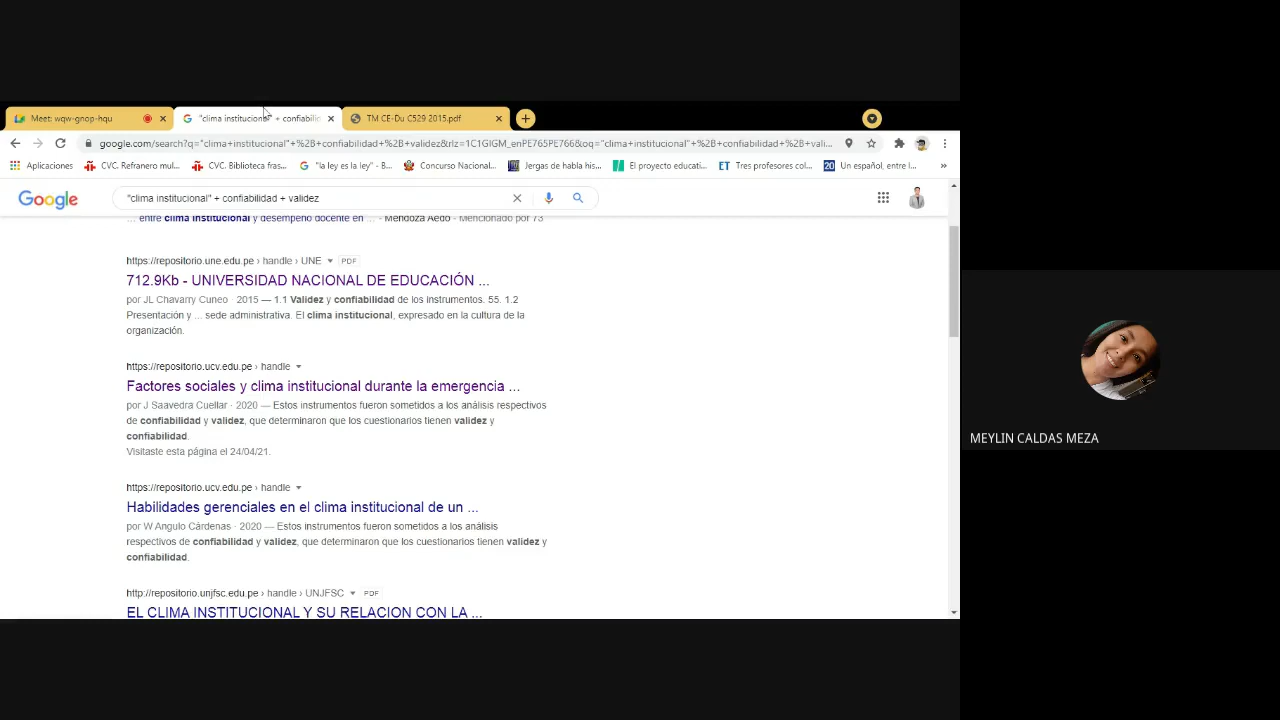 Meet: wqw-gnop-hqu
"clima instituciona
" + confiabilid
TM CE-Du C529 2015.pdf
google.com/search?q="clima+institucional"+%2B+confiabilidad+%2B+validez&rlz=1C1GIGM_enPE765PE766&oq="clima+institucional"+%2B+confiabilidad+%2B+vali...
Aplicaciones
CVC. Refranero mul...
CVC. Biblioteca fras...
"la ley es la ley" - B...
Concurso Nacional...
Jergas de habla his...
El proyecto educati...
Tres profesores col...
Un español, entre l...
»
Google
"clima institucional" + confiabilidad + validez
... entre clima institucional y desempeño docente en ... - Mendoza Aedo - Mencionado por 73
https://repositorio.une.edu.pe › handle › UNE PDF
712.9Kb - UNIVERSIDAD NACIONAL DE EDUCACIÓN ...
por JL Chavarry Cuneo · 2015 — 1.1 Validez y confiabilidad de los instrumentos. 55. 1.2
Presentación y ... sede administrativa. El clima institucional, expresado en la cultura de la
organización.
https://repositorio.ucv.edu.pe › handle
Factores sociales y clima institucional durante la emergencia ...
por J Saavedra Cuellar · 2020 — Estos instrumentos fueron sometidos a los análisis respectivos
de confiabilidad y validez, que determinaron que los cuestionarios tienen validez y
confiabilidad.
Visitaste esta página el 24/04/21.
https://repositorio.ucv.edu.pe › handle
Habilidades gerenciales en el clima institucional de un ...
por W Angulo Cárdenas · 2020 — Estos instrumentos fueron sometidos a los análisis
respectivos de confiabilidad y validez, que determinaron que los cuestionarios tienen validez y
confiabilidad.
http://repositorio.unjfsc.edu.pe › handle › UNJFSC PDF
EL CLIMA INSTITUCIONAL Y SU RELACION CON LA ...
MEYLIN CALDAS MEZA